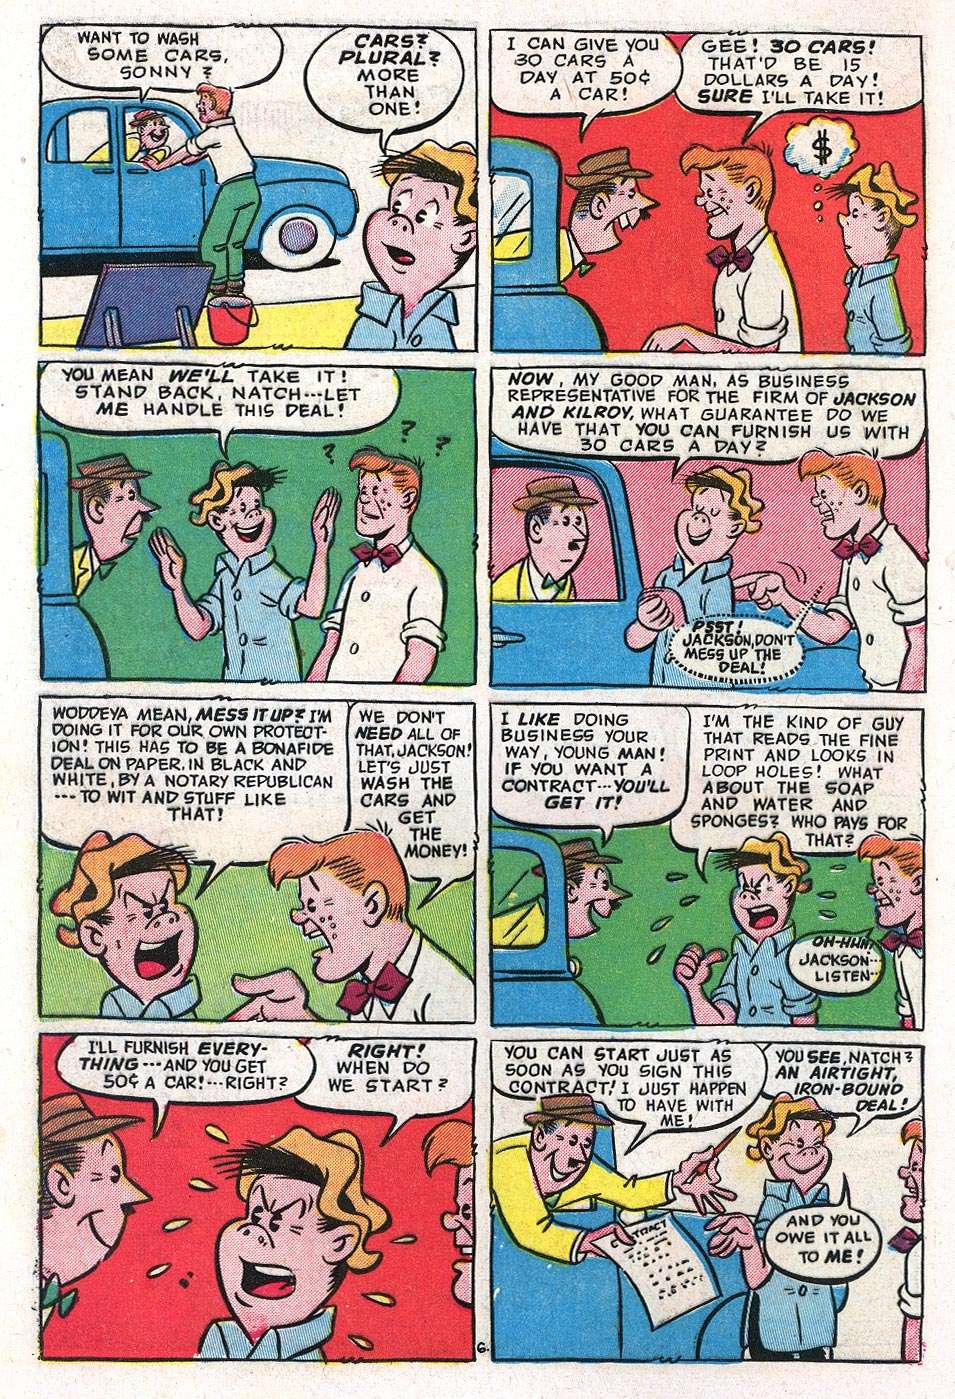 WANT TO WASH
SOME CARS,
SONNY?
CARS?
PLURAL?
MORE
THAN
ONE!
I CAN GIVE YOU
30 CARS A
DAY AT 50¢
A CAR!
GEE! 30 CARS!
THAT'D BE 15
DOLLARS A DAY!
SURE I'LL TAKE IT!
$
YOU MEAN WE'LL TAKE IT!
STAND BACK, NATCH---LET
ME HANDLE THIS DEAL!
? ? ?
NOW, MY GOOD MAN, AS BUSINESS
REPRESENTATIVE FOR THE FIRM OF JACKSON
AND KILROY, WHAT GUARANTEE DO WE
HAVE THAT YOU CAN FURNISH US WITH
30 CARS A DAY?
PSST!
JACKSON, DON'T
MESS UP THE
DEAL!
WODDEYA MEAN, MESS IT UP? I'M
DOING IT FOR OUR OWN PROTECT-
ION! THIS HAS TO BE A BONAFIDE
DEAL ON PAPER, IN BLACK AND
WHITE, BY A NOTARY REPUBLICAN
---TO WIT AND STUFF LIKE
THAT!
WE DON'T
NEED ALL OF
THAT, JACKSON!
LET'S JUST
WASH THE
CARS AND
GET
THE
MONEY!
I LIKE DOING
BUSINESS YOUR
WAY, YOUNG MAN!
IF YOU WANT A
CONTRACT---YOU'LL
GET IT!
I'M THE KIND OF GUY
THAT READS THE FINE
PRINT AND LOOKS IN
LOOP HOLES! WHAT
ABOUT THE SOAP
AND WATER AND
SPONGES? WHO PAYS FOR
THAT?
OH-HHH!
JACKSON--
LISTEN-
I'LL FURNISH EVERY-
THING---AND YOU GET
50¢ A CAR!---RIGHT?
RIGHT!
WHEN DO
WE START?
YOU CAN START JUST AS
SOON AS YOU SIGN THIS
CONTRACT! I JUST HAPPEN
TO HAVE WITH
ME!
YOU SEE, NATCH?
AN AIRTIGHT,
IRON-BOUND
DEAL!
CONTRACT
AND YOU
OWE IT ALL
TO ME!
6.